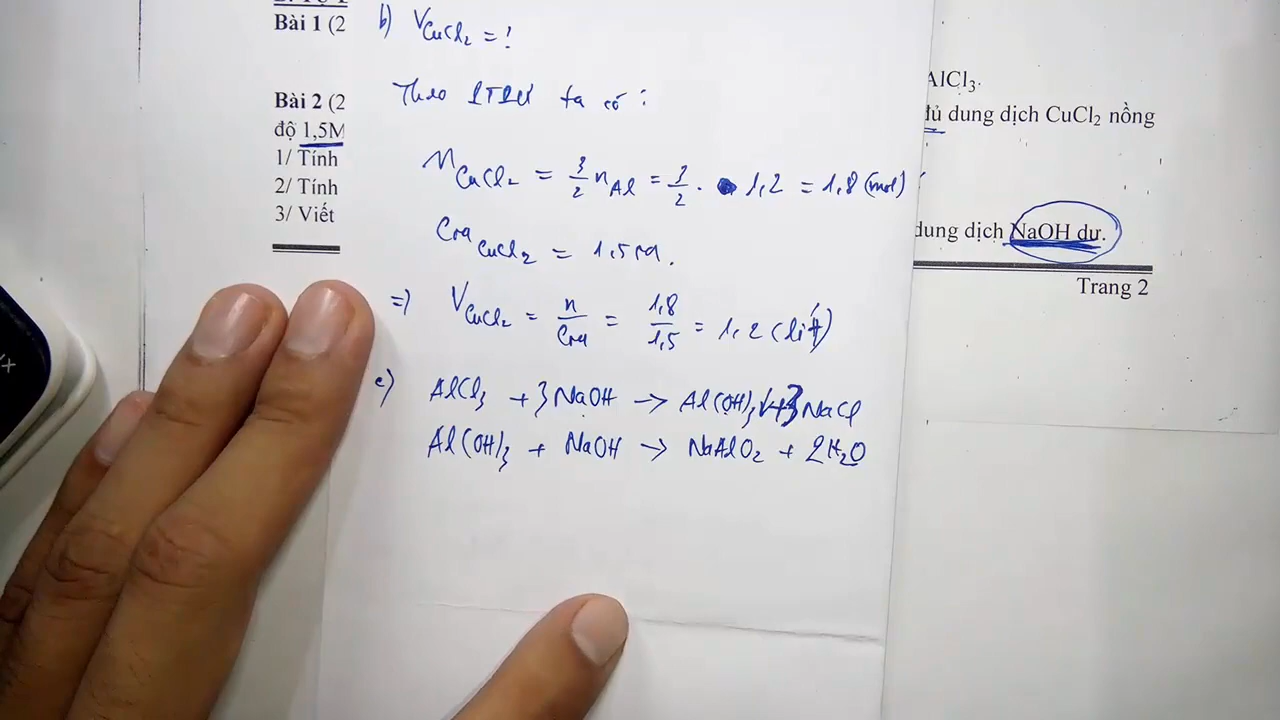 Bài 1 (2
Bài 2 (2
độ 1,5M
1/ Tính
2/ Tính
3/ Viết
b) V CuCl₂ = ?
Theo PTPU ta có :
n CuCl₂ = 3/2 n Al = 3/2 . 1,2 = 1,8 (mol)
CM CuCl₂ = 1,5M.
=) V CuCl₂ = n/CM = 1,8/1,5 = 1,2 (lít)
c) AlCl₃ + 3NaOH → Al(OH)₃↓ + 3NaCl
Al(OH)₃ + NaOH → NaAlO₂ + 2H₂O
AlCl₃.
đủ dung dịch CuCl₂ nồng
dung dịch NaOH dư.
Trang 2